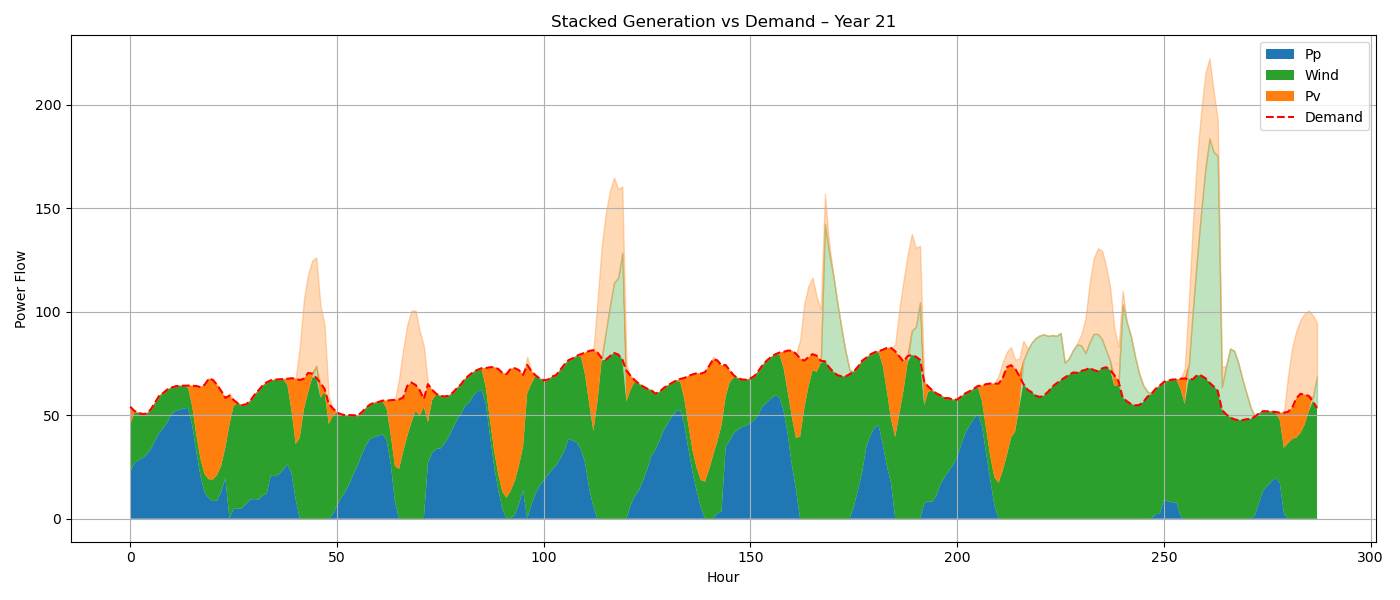 Stacked Generation vs Demand – Year 21
Power Flow
200
150
100
50
0
0 50 100 150 200 250 300
Hour
Pp
Wind
Pv
Demand